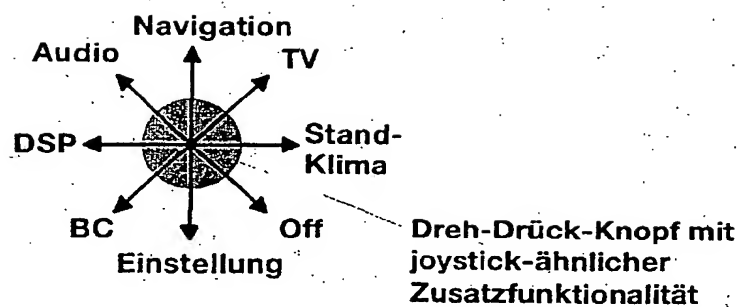 Navigation
Audio
TV
DSP
Stand-
Klima
BC
Off
Einstellung
Dreh-Drück-Knopf mit
joystick-ähnlicher
Zusatzfunktionalität